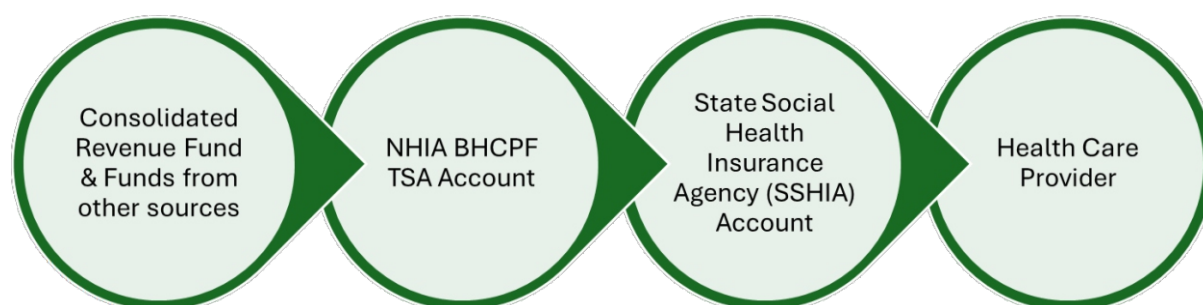 Consolidated
Revenue Fund
& Funds from
other sources
NHIA BHCPF
TSA Account
State Social
Health
Insurance
Agency (SSHIA)
Account
Health Care
Provider